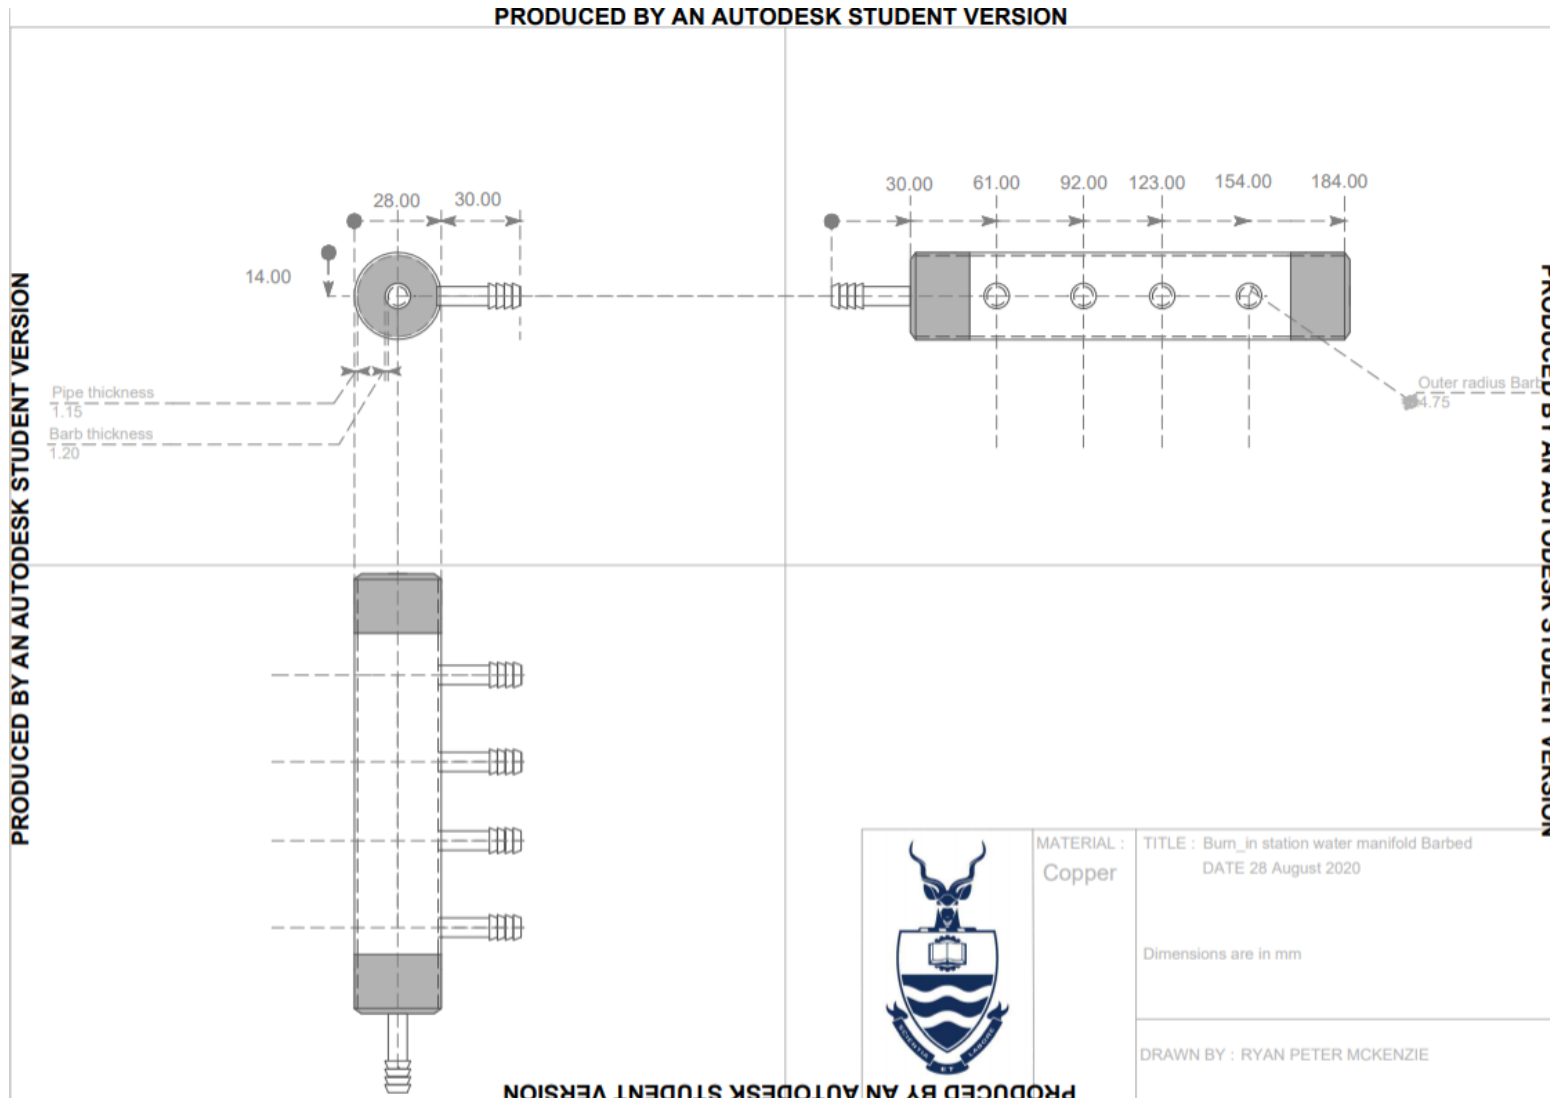 PRODUCED BY AN AUTODESK STUDENT VERSION
28.00
30.00
14.00
30.00
61.00
92.00
123.00
154.00
184.00
Pipe thickness
1.15
Barb thickness
1.20
Outer radius Barb
4.75
PRODUCED BY AN AUTODESK STUDENT VERSION
PRODUCED BY AN AUTODESK STUDENT VERSION
MATERIAL :
Copper
TITLE : Burn_in station water manifold Barbed
DATE 28 August 2020
Dimensions are in mm
DRAWN BY : RYAN PETER MCKENZIE
SCIENTIA
ET
LABORE
PRODUCED BY AN AUTODESK STUDENT VERSION